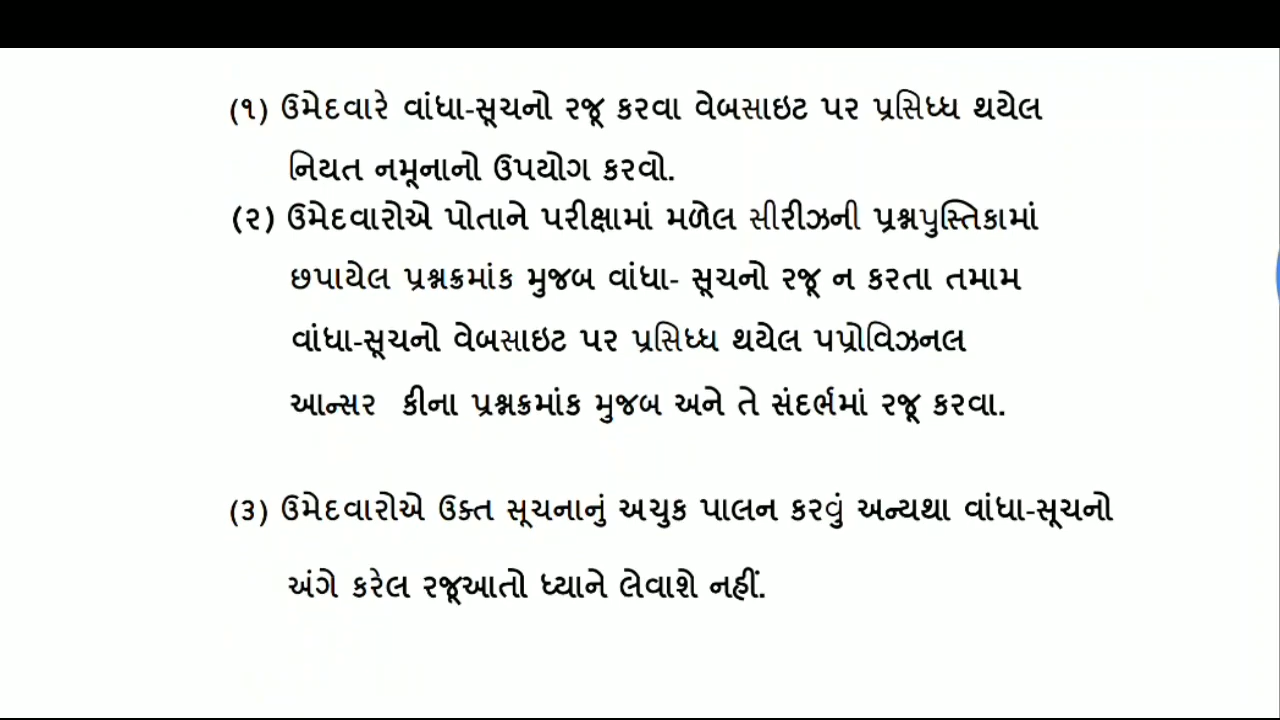 (૧) ઉમેદવારે વાંધા-સૂચનો રજૂ કરવા વેબસાઇટ પર પ્રસિધ્ધ થયેલ
નિયત નમૂનાનો ઉપયોગ કરવો.
(૨) ઉમેદવારોએ પોતાને પરીક્ષામાં મળેલ સીરીઝની પ્રશ્નપુસ્તિકામાં
છપાયેલ પ્રશ્નક્રમાંક મુજબ વાંધા- સૂચનો રજૂ ન કરતા તમામ
વાંધા-સૂચનો વેબસાઇટ પર પ્રસિધ્ધ થયેલ પપ્રોવિઝનલ
આન્સર કીના પ્રશ્નક્રમાંક મુજબ અને તે સંદર્ભમાં રજૂ કરવા.
(૩) ઉમેદવારોએ ઉક્ત સૂચનાનું અચુક પાલન કરવું અન્યથા વાંધા-સૂચનો
અંગે કરેલ રજૂઆતો ધ્યાને લેવાશે નહીં.